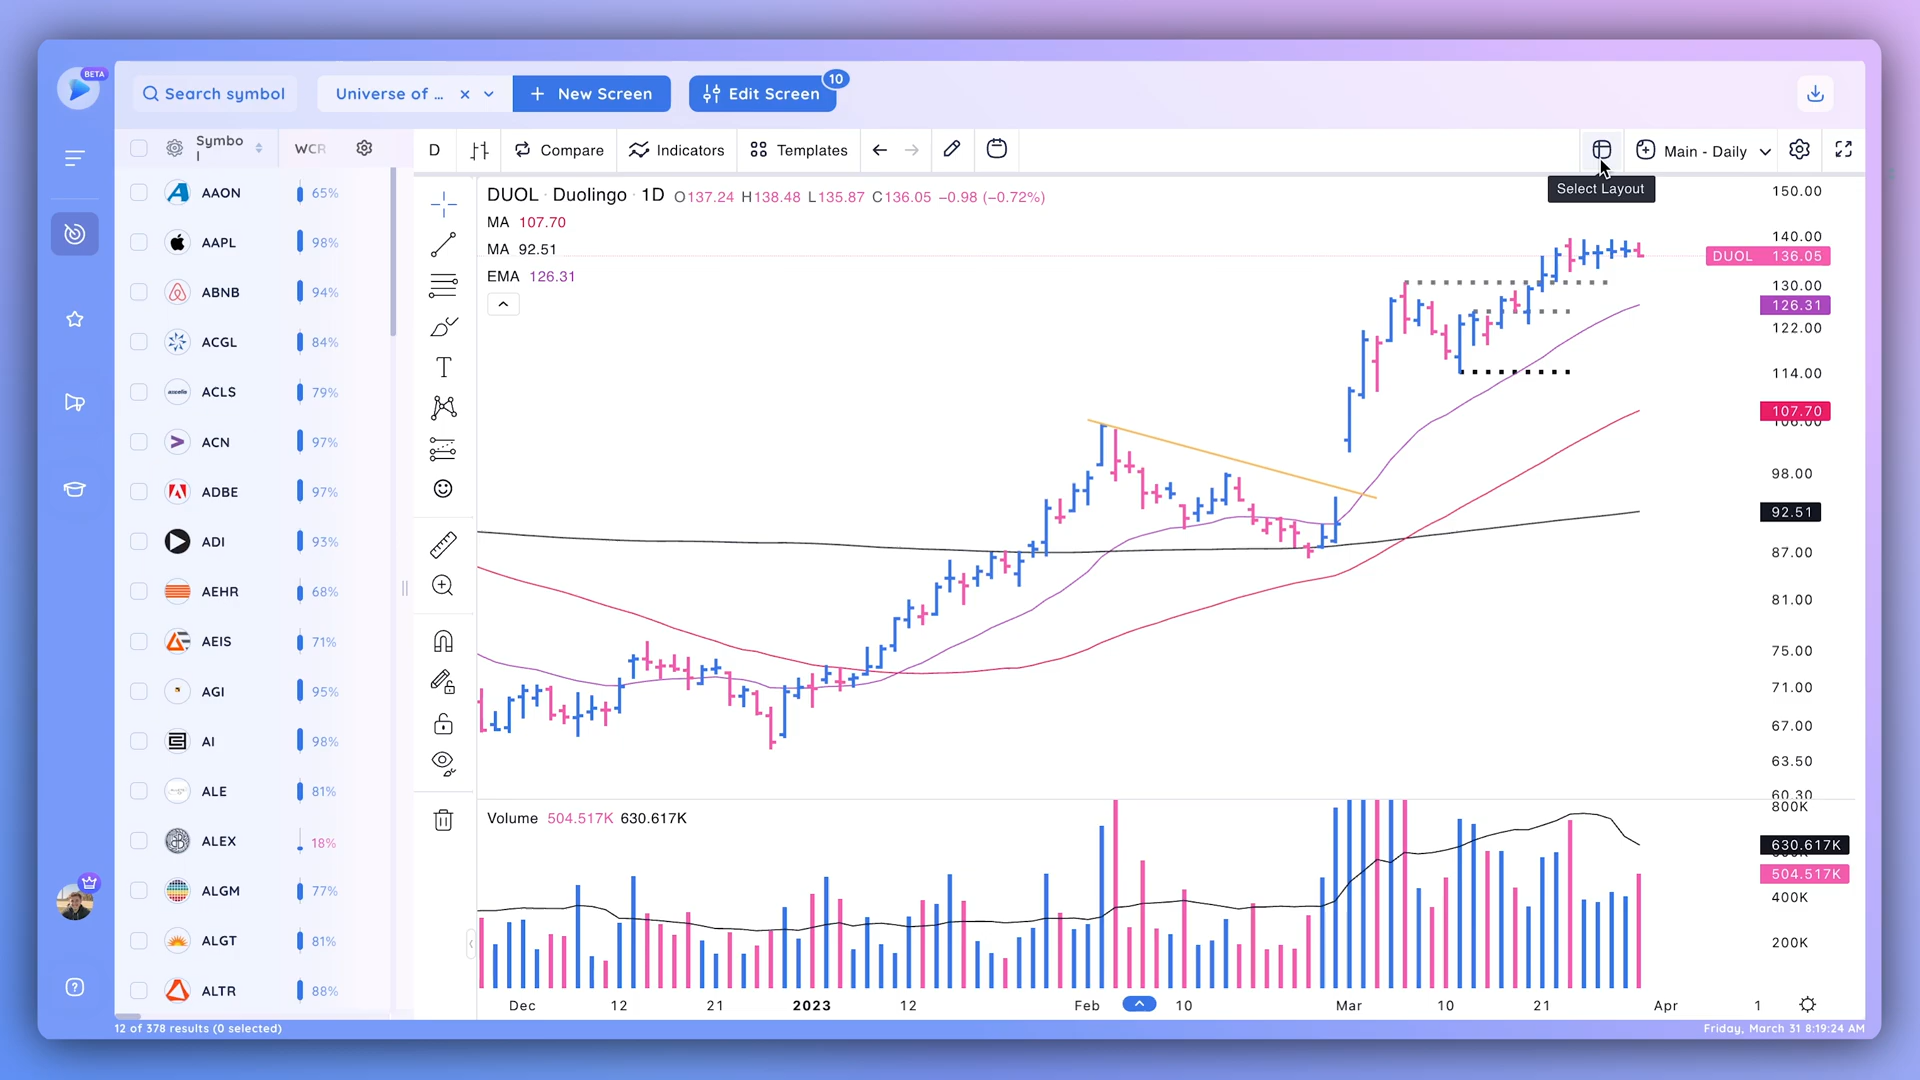 BETA
Search symbol
Universe of ...
New Screen
Edit Screen
10
Symbo
l
WCR
D
Compare
Indicators
Templates
Main - Daily
Select Layout
AAON 65%
AAPL 98%
ABNB 94%
ACGL 84%
ACLS 79%
ACN 97%
ADBE 97%
ADI 93%
AEHR 68%
AEIS 71%
AGI 95%
AI 98%
ALE 81%
ALEX 18%
ALGM 77%
ALGT 81%
ALTR 88%
DUOL · Duolingo · 1D O137.24 H138.48 L135.87 C136.05 −0.98 (−0.72%)
MA 107.70
MA 92.51
EMA 126.31
150.00
140.00
DUOL 136.05
130.00
126.31
122.00
114.00
107.70
106.00
98.00
92.51
87.00
81.00
75.00
71.00
67.00
63.50
60.30
800K
Volume 504.517K 630.617K
630.617K
504.517K
400K
200K
Dec 12 21 2023 12 Feb 10 Mar 10 21 Apr 1
12 of 378 results (0 selected)
Friday, March 31 8:19:24 AM